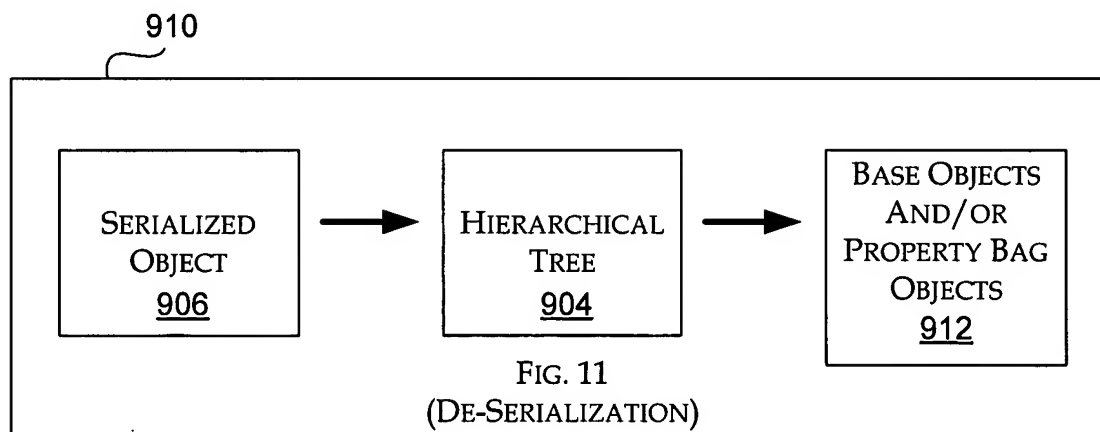 910
SERIALIZED
OBJECT
906
HIERARCHICAL
TREE
904
BASE OBJECTS
AND/OR
PROPERTY BAG
OBJECTS
912
FIG. 11
(DE-SERIALIZATION)